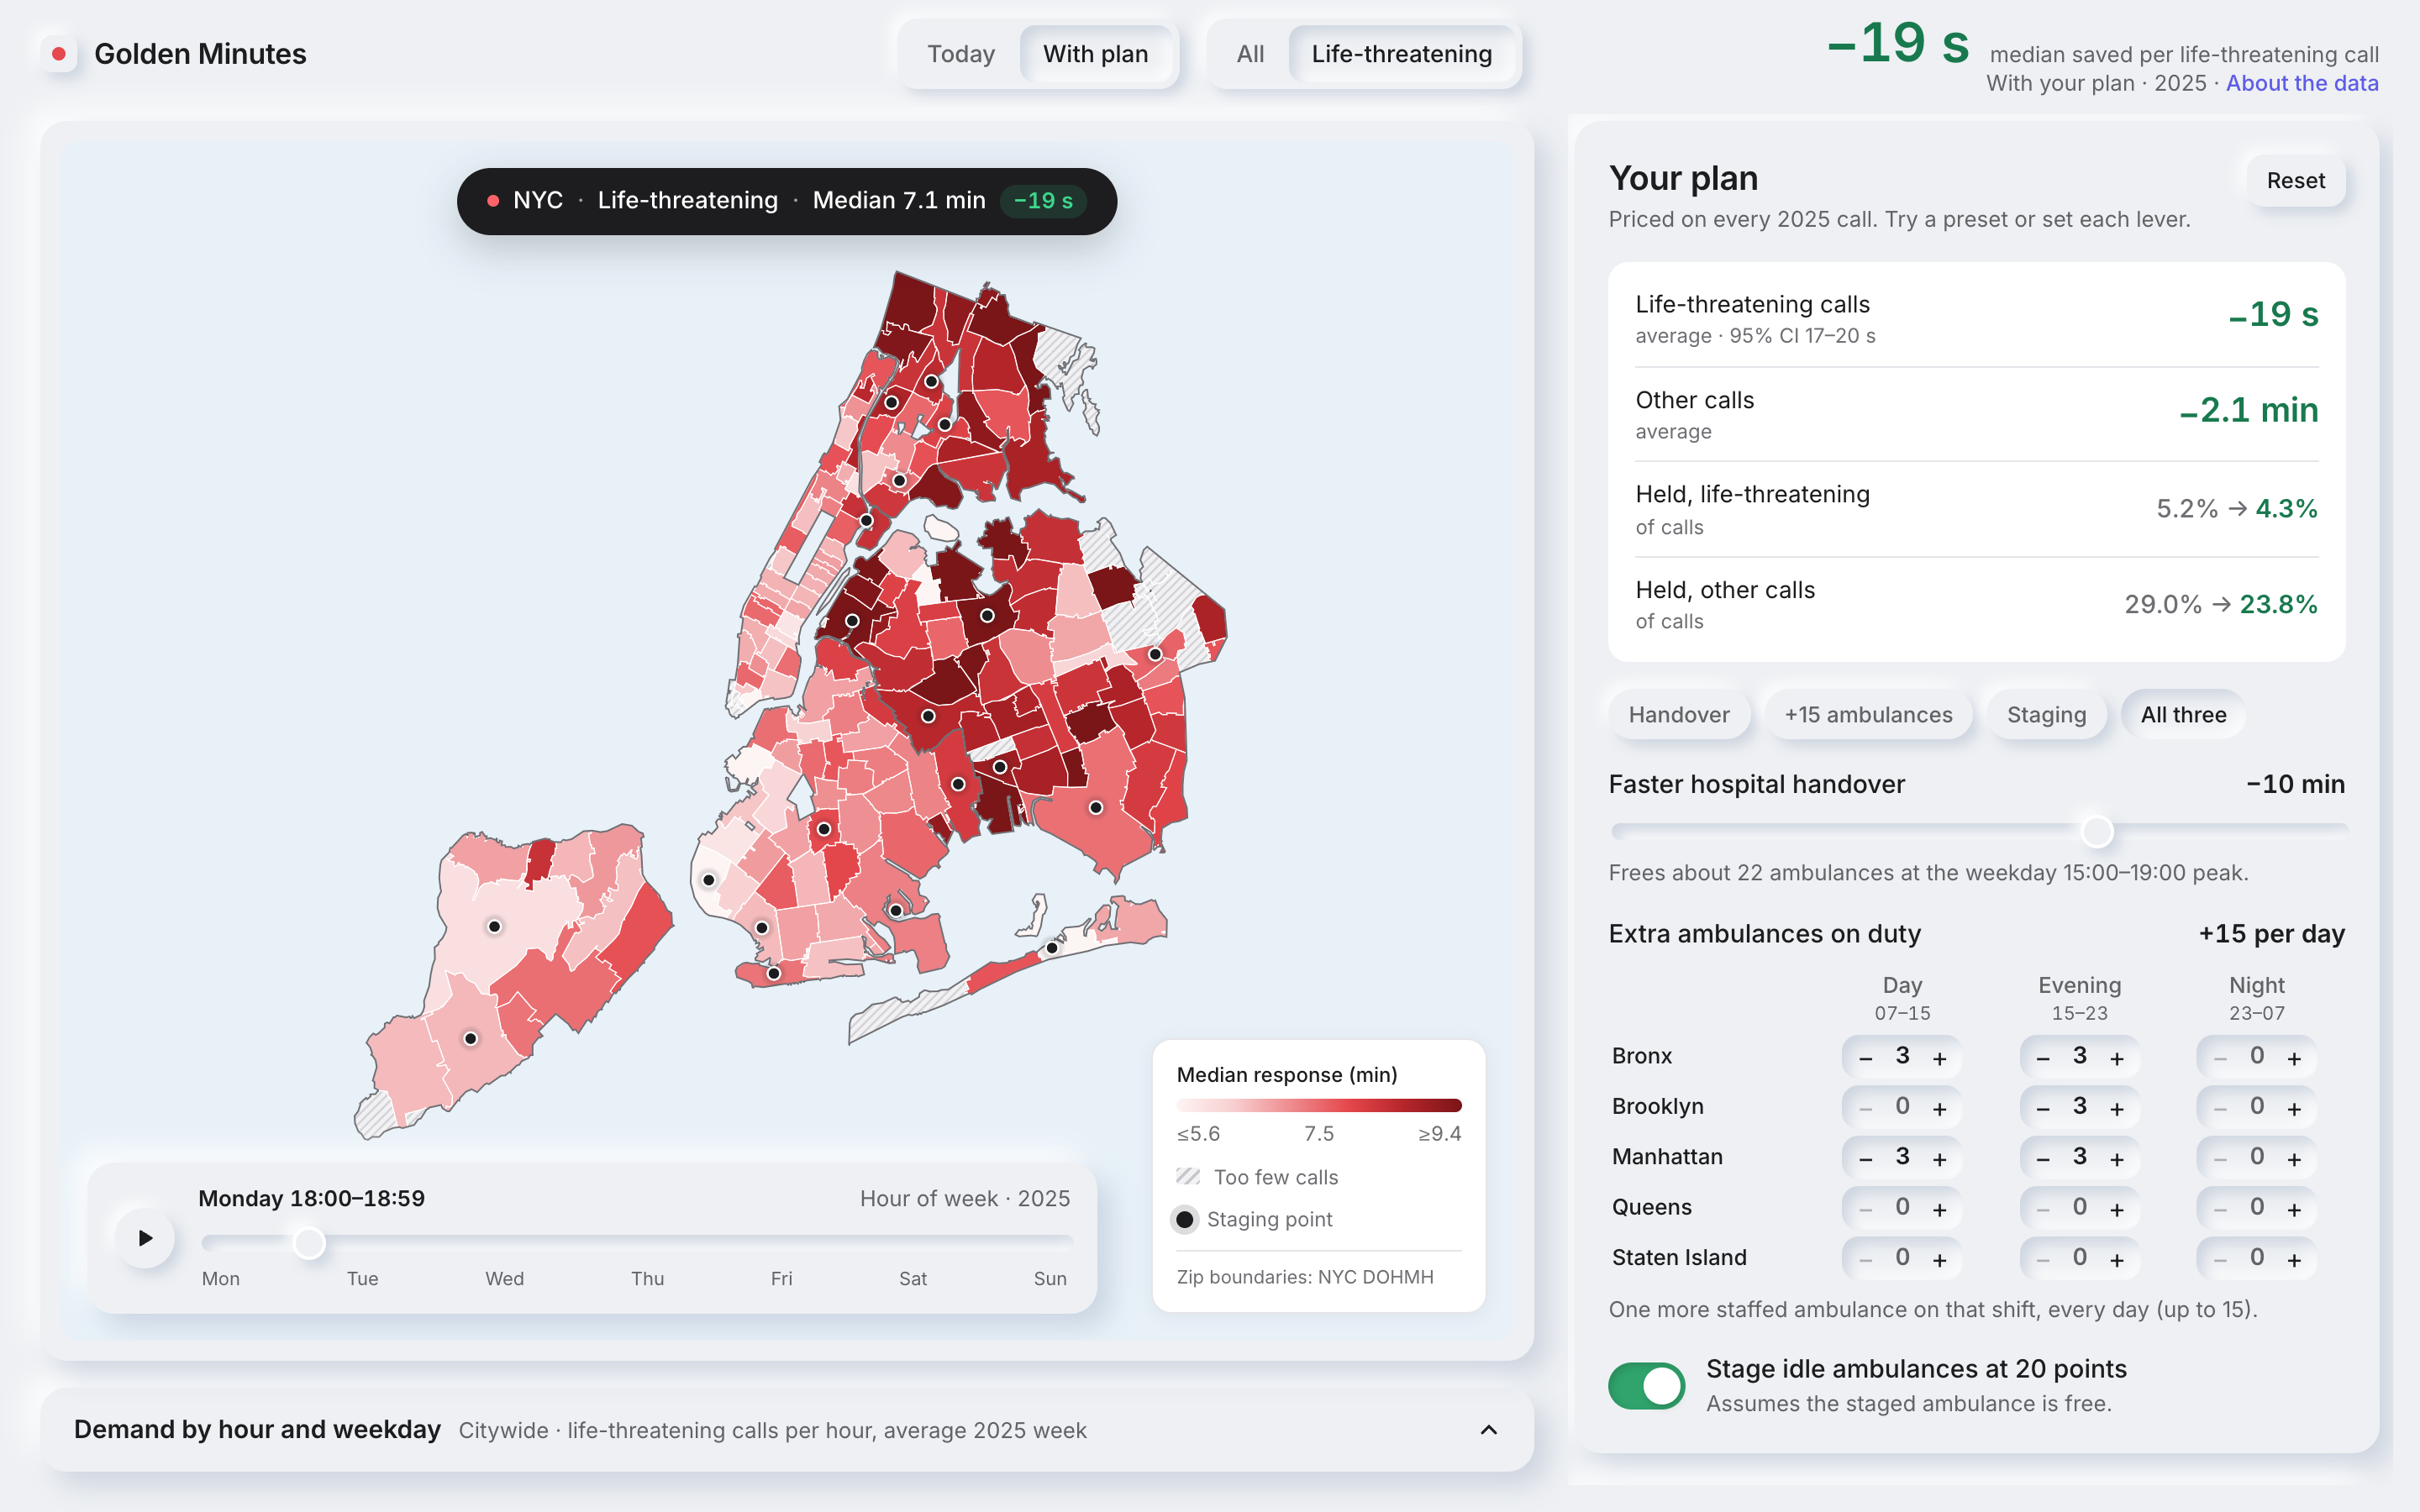 Golden Minutes
Today
With plan
All
Life-threatening
−19 s median saved per life-threatening call
With your plan · 2025 · About the data
NYC · Life-threatening · Median 7.1 min −19 s
Median response (min)
≤5.6 7.5 ≥9.4
Too few calls
Staging point
Zip boundaries: NYC DOHMH
Monday 18:00–18:59
Hour of week · 2025
Mon Tue Wed Thu Fri Sat Sun
Demand by hour and weekday Citywide · life-threatening calls per hour, average 2025 week
Your plan
Reset
Priced on every 2025 call. Try a preset or set each lever.
Life-threatening calls
average · 95% CI 17–20 s
−19 s
Other calls
average
−2.1 min
Held, life-threatening
of calls
5.2% → 4.3%
Held, other calls
of calls
29.0% → 23.8%
Handover
+15 ambulances
Staging
All three
Faster hospital handover −10 min
Frees about 22 ambulances at the weekday 15:00–19:00 peak.
Extra ambulances on duty +15 per day
Day Evening Night
07–15 15–23 23–07
Bronx − 3 + − 3 + − 0 +
Brooklyn − 0 + − 3 + − 0 +
Manhattan − 3 + − 3 + − 0 +
Queens − 0 + − 0 + − 0 +
Staten Island − 0 + − 0 + − 0 +
One more staffed ambulance on that shift, every day (up to 15).
Stage idle ambulances at 20 points
Assumes the staged ambulance is free.